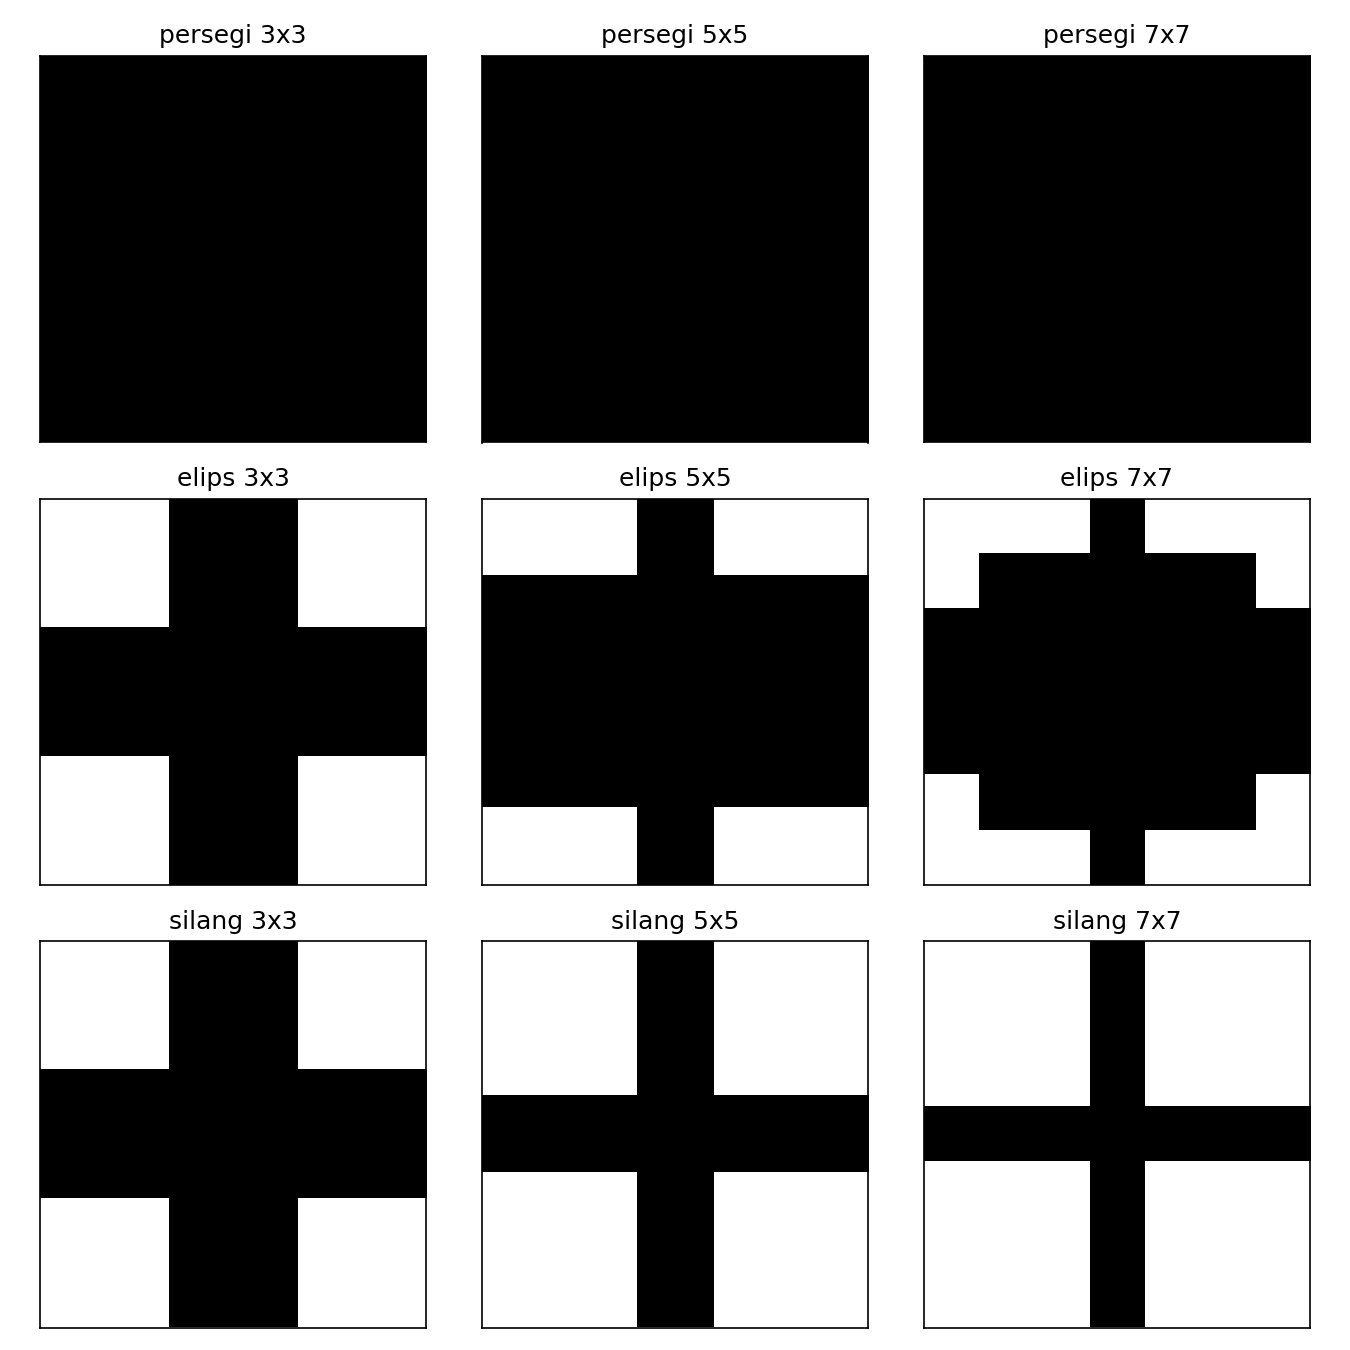 persegi 3x3
persegi 5x5
persegi 7x7
elips 3x3
elips 5x5
elips 7x7
silang 3x3
silang 5x5
silang 7x7